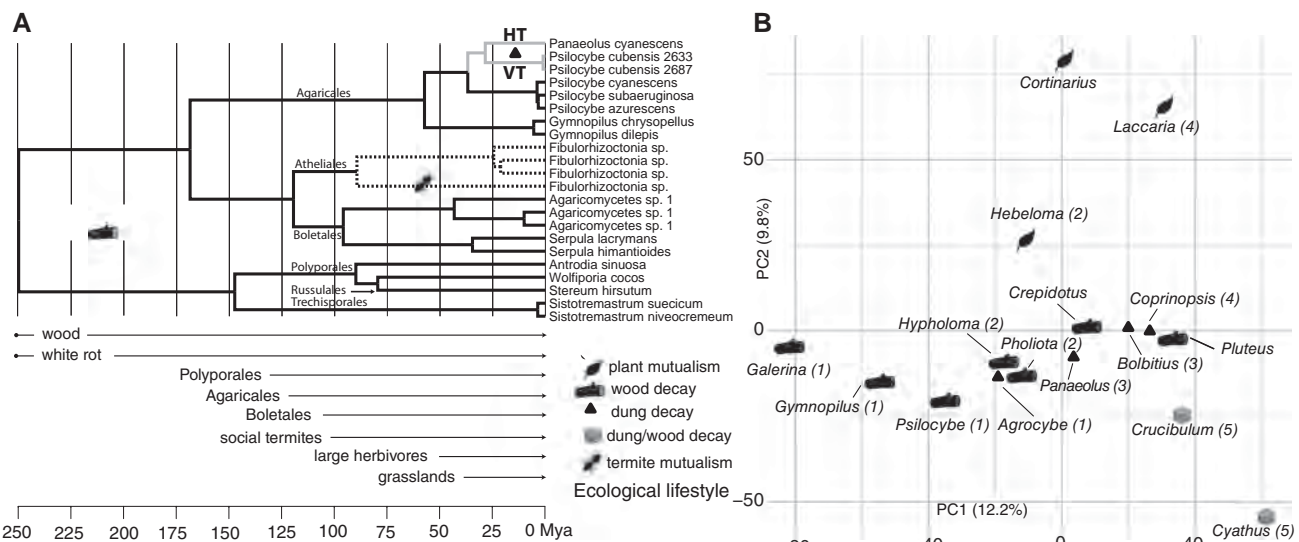 A
HT
VT
Panaeolus cyanescens
Psilocybe cubensis 2633
Psilocybe cubensis 2687
Psilocybe cyanescens
Psilocybe subaeruginosa
Psilocybe azurescens
Gymnopilus chrysopellus
Gymnopilus dilepis
Fibulorhizoctonia sp.
Fibulorhizoctonia sp.
Fibulorhizoctonia sp.
Fibulorhizoctonia sp.
Agaricomycetes sp. 1
Agaricomycetes sp. 1
Agaricomycetes sp. 1
Serpula lacrymans
Serpula himantioides
Antrodia sinuosa
Wolfiporia cocos
Stereum hirsutum
Sistotremastrum suecicum
Sistotremastrum niveocremeum
Agaricales
Atheliales
Boletales
Polyporales
Russulales
Trechisporales
wood
white rot
Polyporales
Agaricales
Boletales
social termites
large herbivores
grasslands
250 225 200 175 150 125 100 75 50 25 0 Mya
plant mutualism
wood decay
dung decay
dung/wood decay
termite mutualism
Ecological lifestyle
B
PC2 (9.8%)
50
0
−50
Cortinarius
Laccaria (4)
Hebeloma (2)
Crepidotus
Coprinopsis (4)
Hypholoma (2)
Pholiota (2)
Bolbitius (3)
Pluteus
Galerina (1)
Panaeolus (3)
Gymnopilus (1)
Psilocybe (1)
Agrocybe (1)
Crucibulum (5)
Cyathus (5)
PC1 (12.2%)
0
40